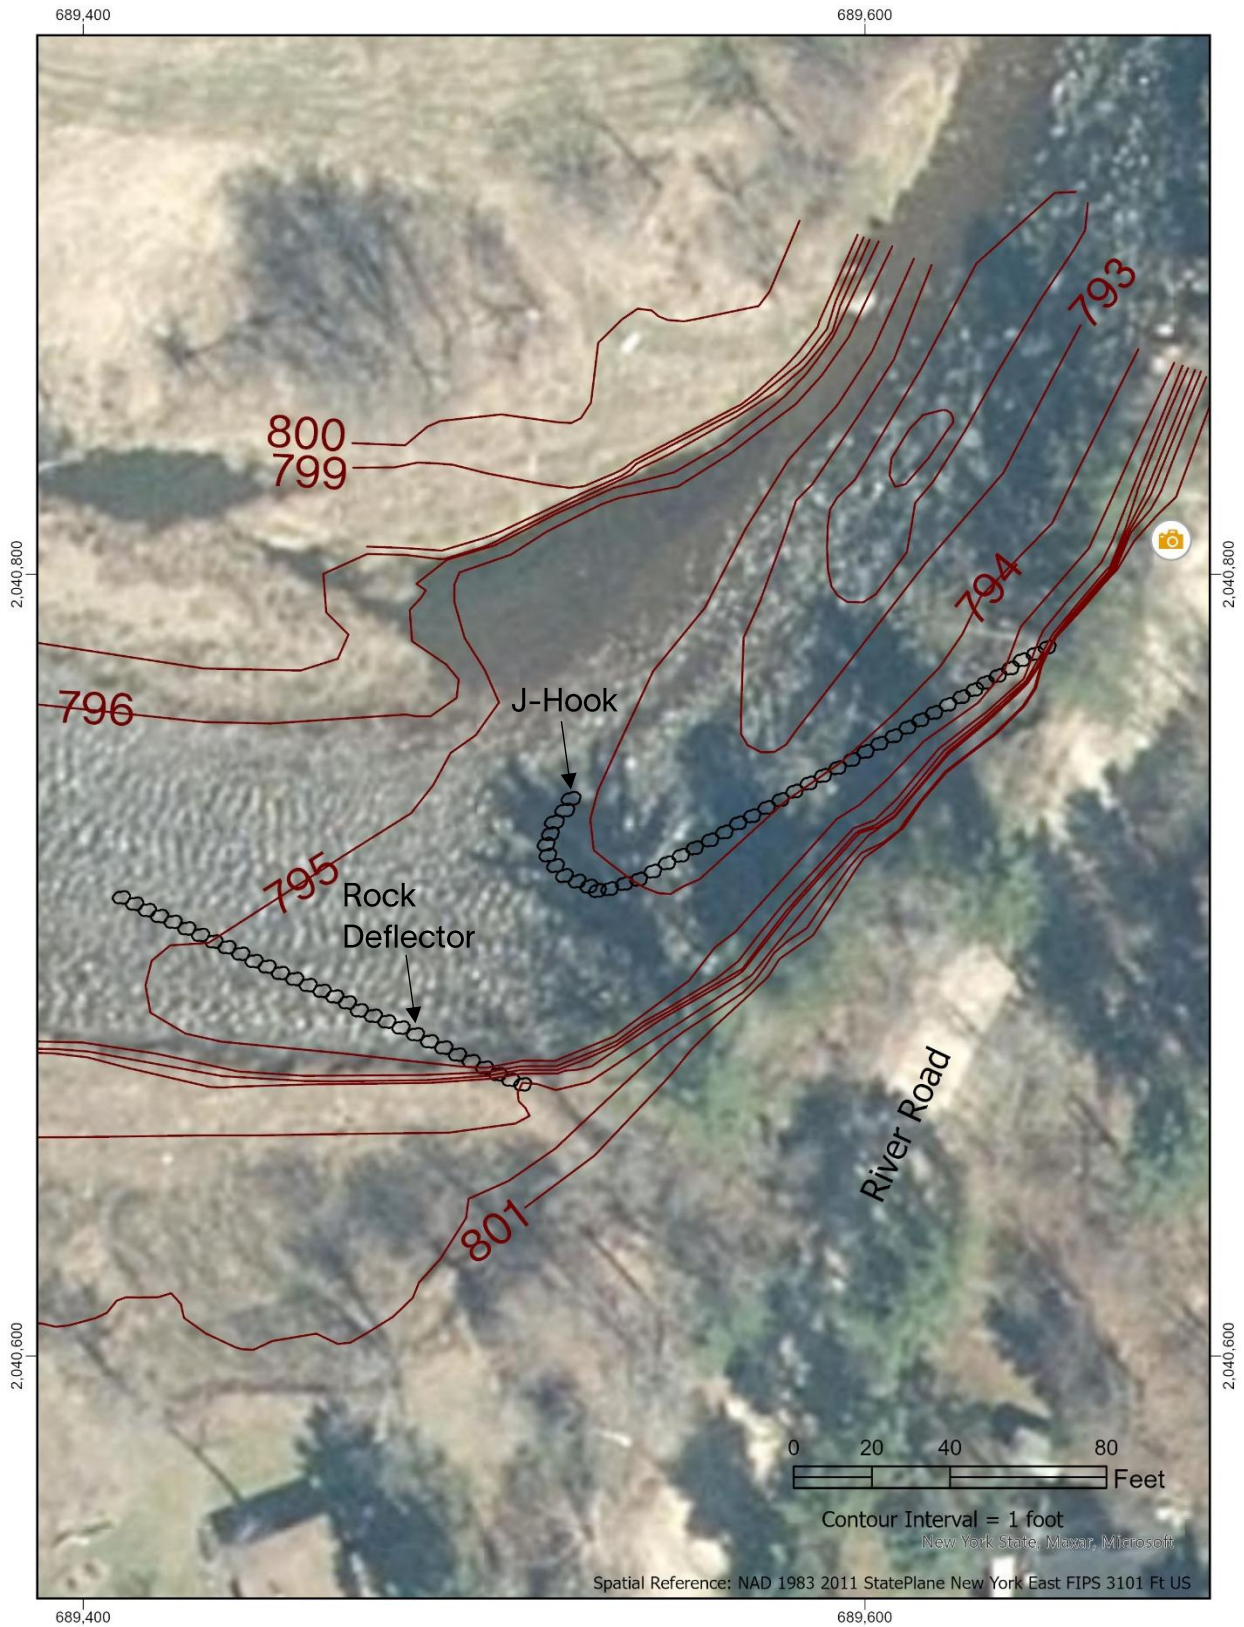 689,400
689,600
800
799
793
2,040,800
2,040,800
794
796
J-Hook
795
Rock
Deflector
River Road
801
2,040,600
2,040,600
0 20 40 80
Feet
Contour Interval = 1 foot
New York State, Maxar, Microsoft
Spatial Reference: NAD 1983 2011 StatePlane New York East FIPS 3101 Ft US
689,400
689,600